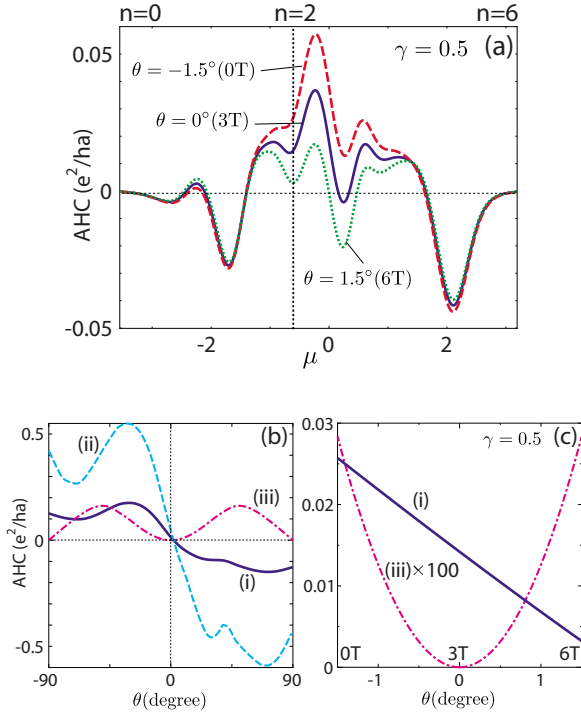 n=0 n=2 n=6
0.05 (a) γ = 0.5
θ = −1.5°(0T)
θ = 0°(3T)
AHC (e²/ha)
0
θ = 1.5°(6T)
-0.05
-2 0 2
μ
0.5 (ii) (b)
(iii)
AHC (e²/ha)
0
(i)
-0.5
-90 0 90
θ(degree)
0.03 γ = 0.5 (c)
0.02 (i)
0.01 (iii)×100
0 0T 3T 6T
-1 0 1
θ(degree)